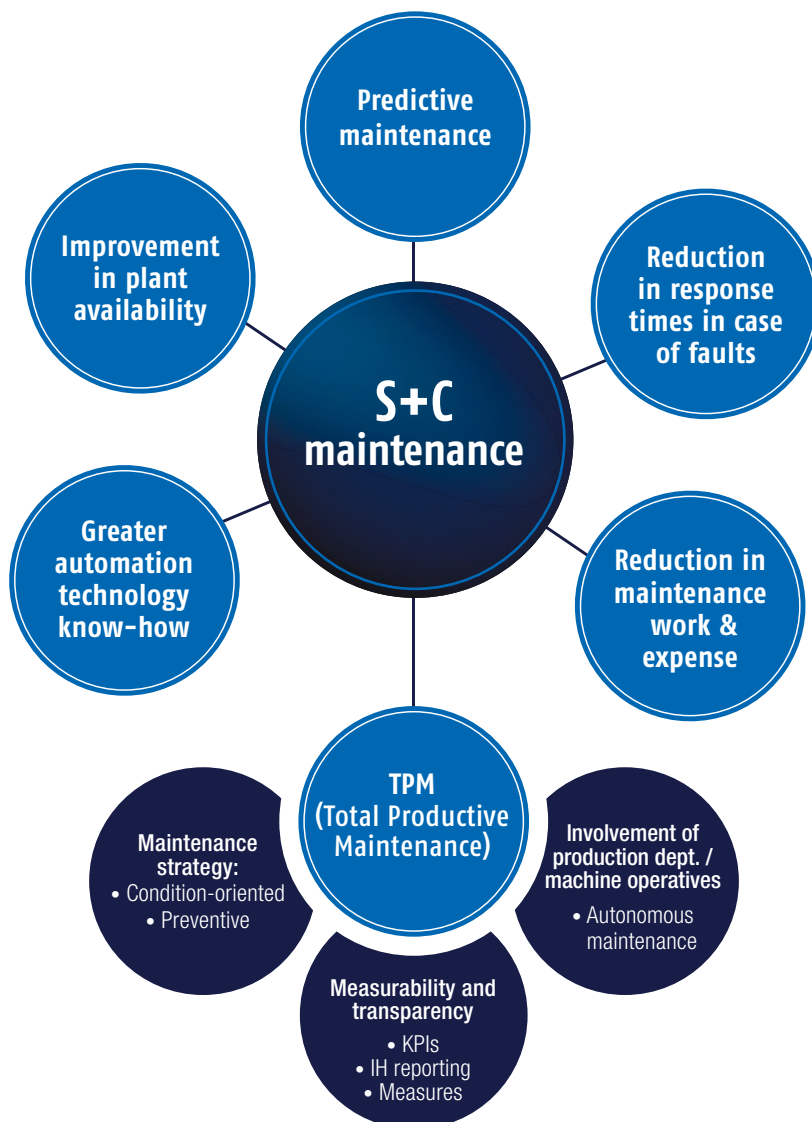 Predictive
maintenance
Improvement
in plant
availability
Reduction
in response
times in case
of faults
S+C
maintenance
Greater
automation
technology
know-how
Reduction in
maintenance
work &
expense
TPM
(Total Productive
Maintenance)
Maintenance
strategy:
• Condition-oriented
• Preventive
Involvement of
production dept. /
machine operatives
• Autonomous
maintenance
Measurability and
transparency
• KPIs
• IH reporting
• Measures